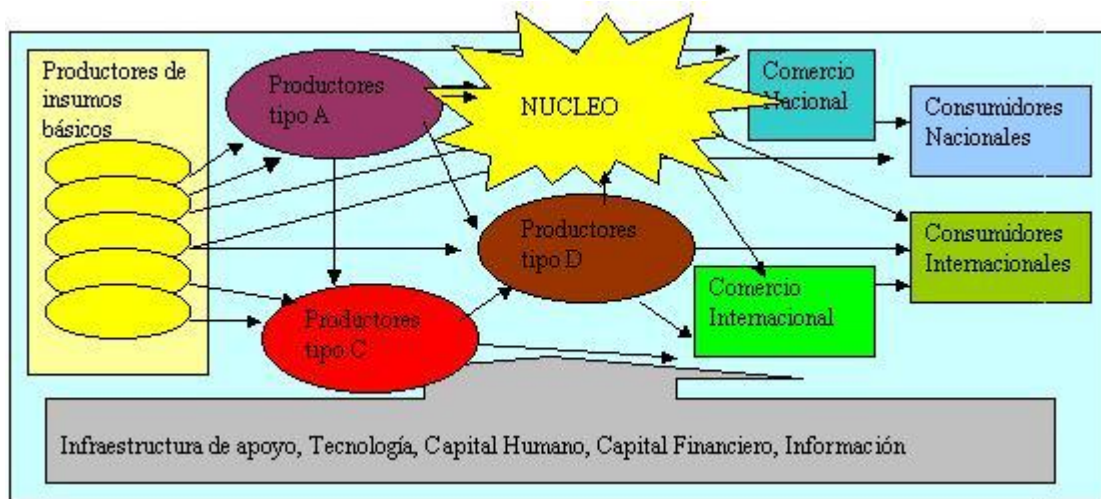 Productores de
insumos
básicos
Productores
tipo A
NUCLEO
Comercio
Nacional
Consumidores
Nacionales
Productores
tipo D
Consumidores
Internacionales
Comercio
Internacional
Productores
tipo C
Infraestructura de apoyo, Tecnología, Capital Humano, Capital Financiero, Información